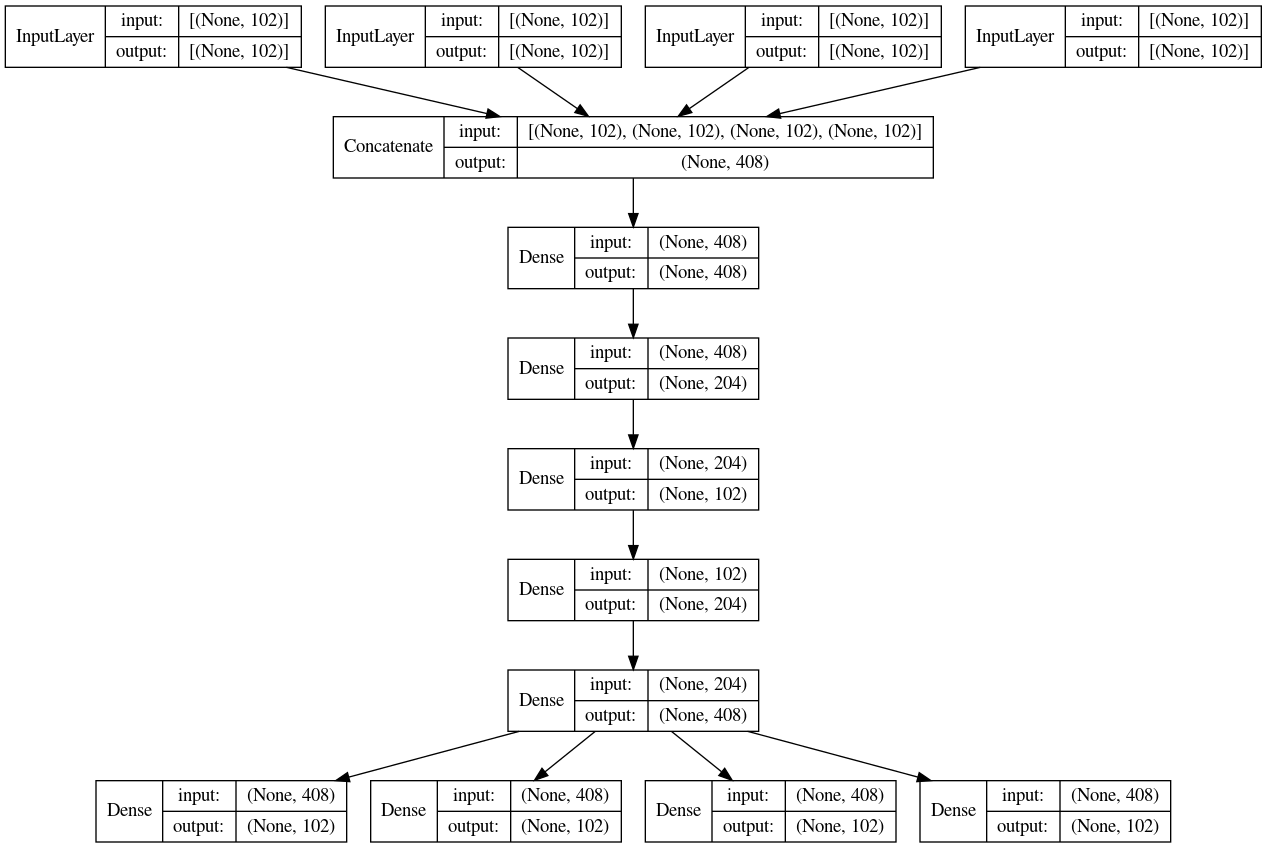 InputLayer input: [(None, 102)] output: [(None, 102)]
InputLayer input: [(None, 102)] output: [(None, 102)]
InputLayer input: [(None, 102)] output: [(None, 102)]
InputLayer input: [(None, 102)] output: [(None, 102)]
Concatenate input: [(None, 102), (None, 102), (None, 102), (None, 102)] output: (None, 408)
Dense input: (None, 408) output: (None, 408)
Dense input: (None, 408) output: (None, 204)
Dense input: (None, 204) output: (None, 102)
Dense input: (None, 102) output: (None, 204)
Dense input: (None, 204) output: (None, 408)
Dense input: (None, 408) output: (None, 102)
Dense input: (None, 408) output: (None, 102)
Dense input: (None, 408) output: (None, 102)
Dense input: (None, 408) output: (None, 102)